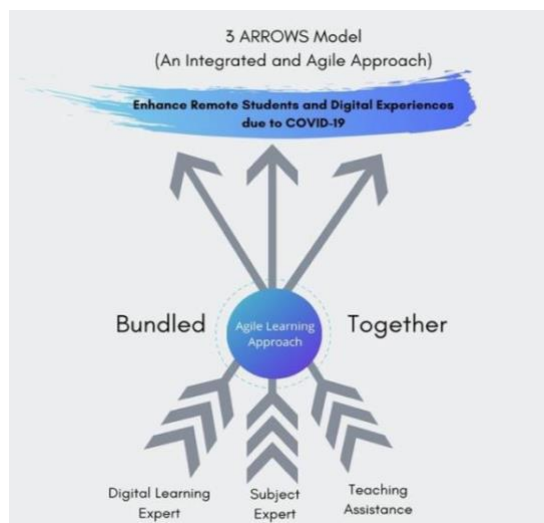 3 ARROWS Model
(An Integrated and Agile Approach)
Enhance Remote Students and Digital Experiences
due to COVID-19
Bundled
Agile Learning
Approach
Together
Digital Learning
Expert
Subject
Expert
Teaching
Assistance